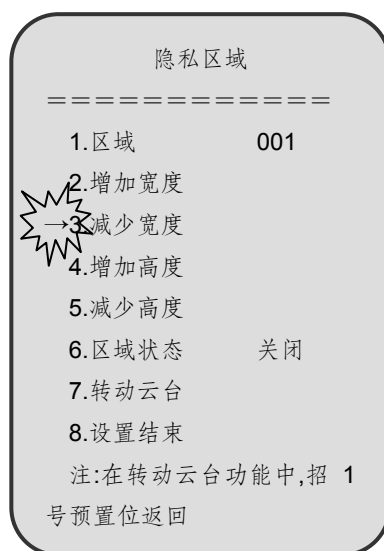 隐私区域
============
1.区域 001
2.增加宽度
→3.减少宽度
4.增加高度
5.减少高度
6.区域状态 关闭
7.转动云台
8.设置结束
注:在转动云台功能中,招 1
号预置位返回